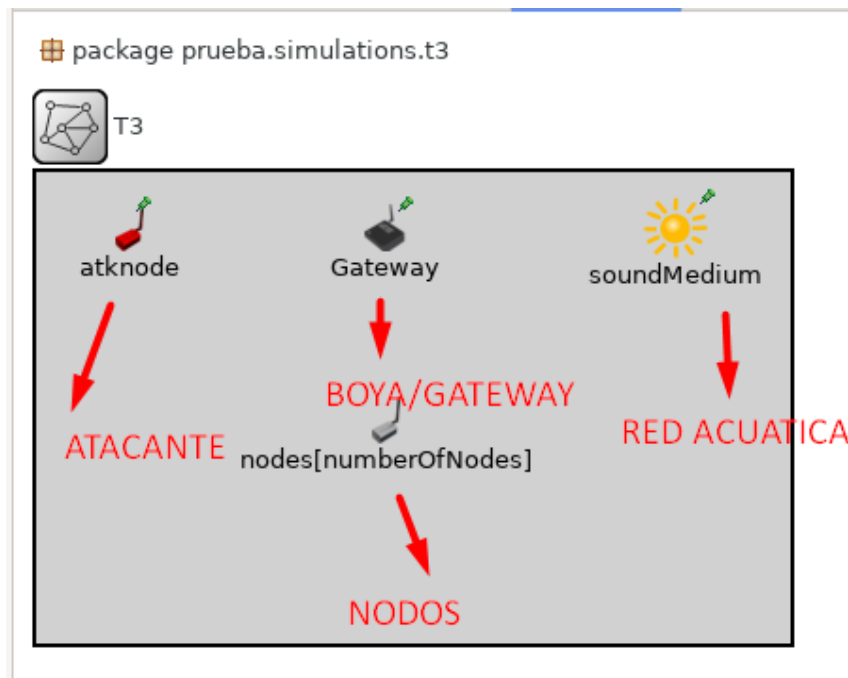 package prueba.simulations.t3
T3
atknode
Gateway
soundMedium
BOYA/GATEWAY
RED ACUATICA
ATACANTE
nodes[numberOfNodes]
NODOS